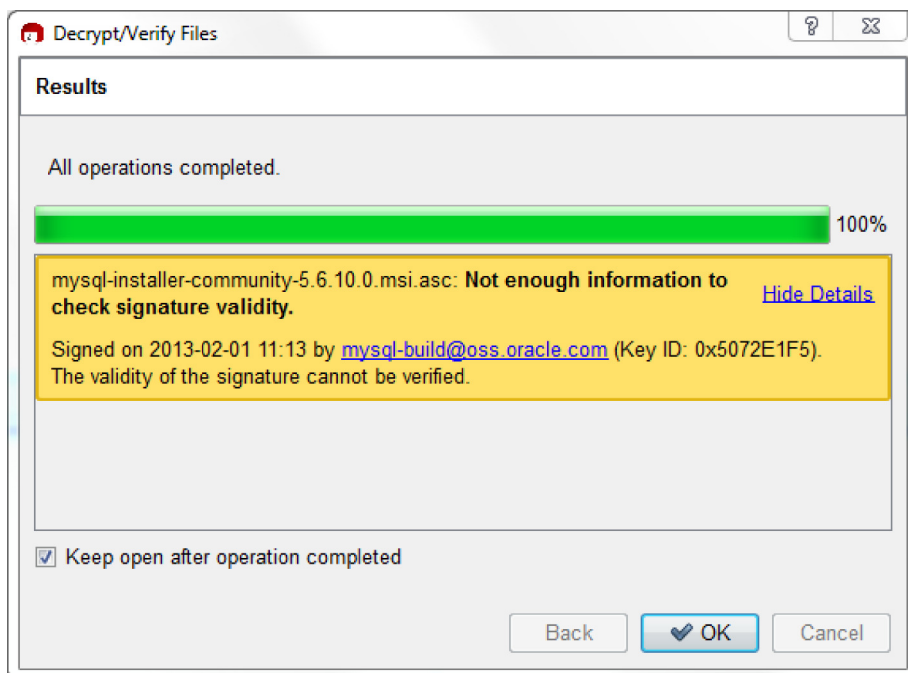 Decrypt/Verify Files
Results
All operations completed.
100%
mysql-installer-community-5.6.10.0.msi.asc: Not enough information to
check signature validity.
Hide Details
Signed on 2013-02-01 11:13 by mysql-build@oss.oracle.com (Key ID: 0x5072E1F5).
The validity of the signature cannot be verified.
Keep open after operation completed
Back
OK
Cancel